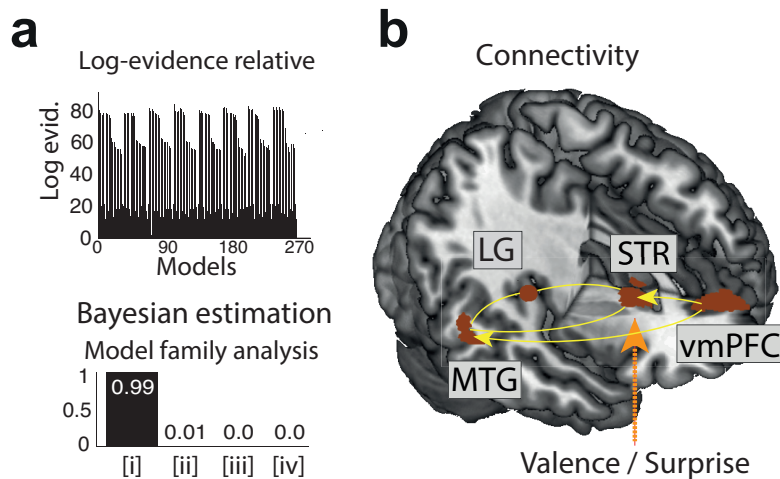 a
Log-evidence relative
Log evid.
80
60
40
20
0
0 90 180 270
Models
Bayesian estimation
Model family analysis
1
0.5
0
0.99 0.01 0.0 0.0
[i] [ii] [iii] [iv]
b
Connectivity
LG
STR
vmPFC
MTG
Valence / Surprise